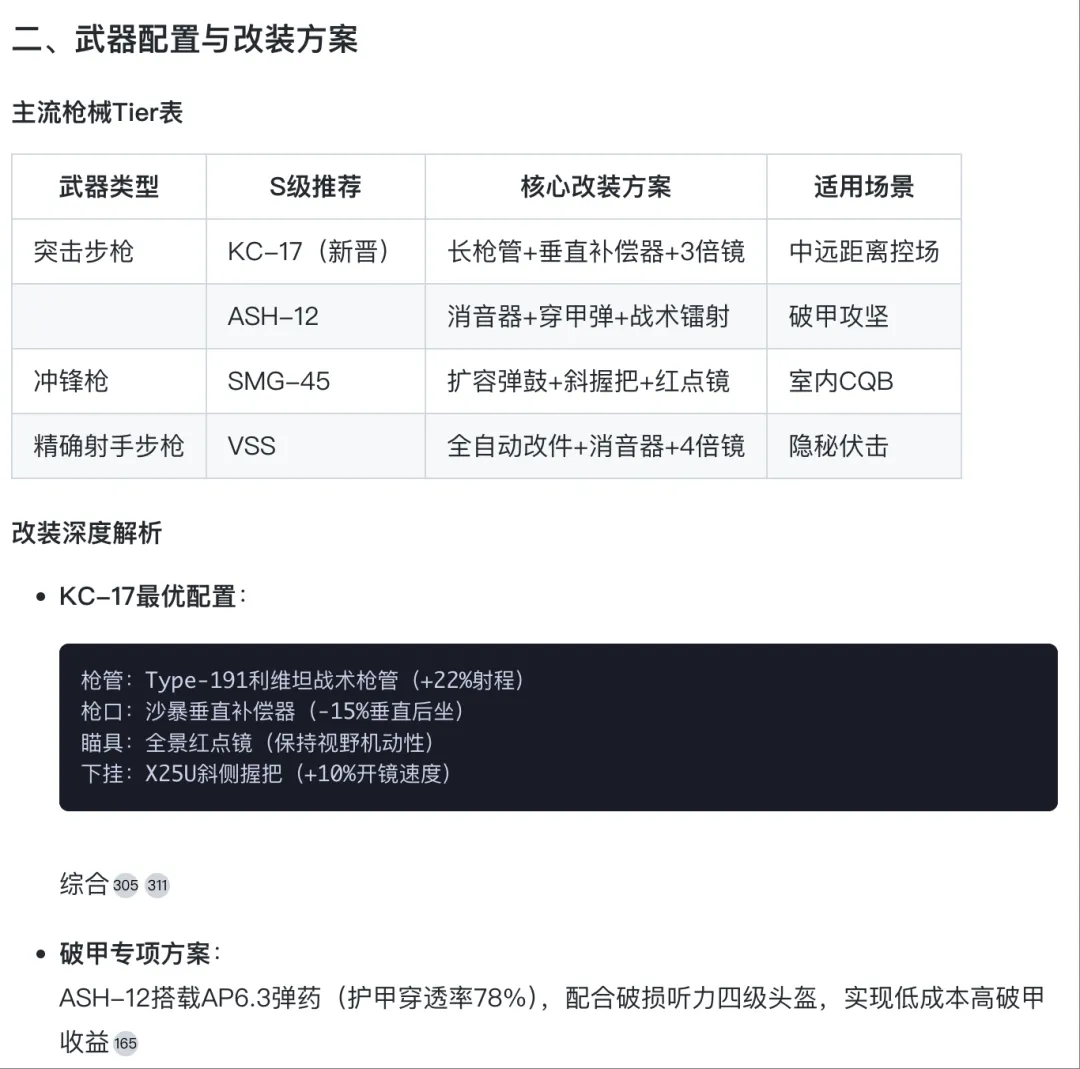 二、武器配置与改装方案
主流枪械Tier表
武器类型 S级推荐 核心改装方案 适用场景
突击步枪 KC-17（新晋） 长枪管+垂直补偿器+3倍镜 中远距离控场
ASH-12 消音器+穿甲弹+战术镭射 破甲攻坚
冲锋枪 SMG-45 扩容弹鼓+斜握把+红点镜 室内CQB
精确射手步枪 VSS 全自动改件+消音器+4倍镜 隐秘伏击
改装深度解析
• KC-17最优配置：
枪管：Type-191利维坦战术枪管（+22%射程）
枪口：沙暴垂直补偿器（-15%垂直后坐）
瞄具：全景红点镜（保持视野机动性）
下挂：X25U斜侧握把（+10%开镜速度）
综合 305 311
• 破甲专项方案：
ASH-12搭载AP6.3弹药（护甲穿透率78%），配合破损听力四级头盔，实现低成本高破甲
收益 165